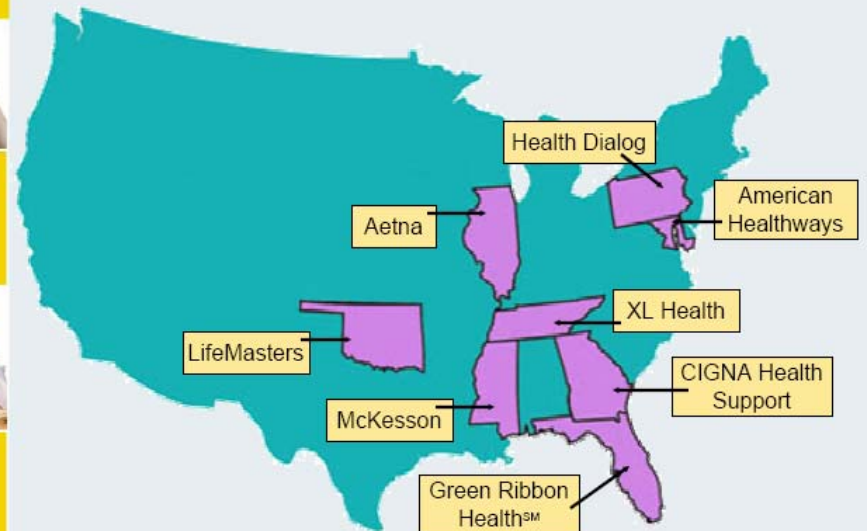 Health Dialog
American
Healthways
Aetna
XL Health
LifeMasters
CIGNA Health
Support
McKesson
Green Ribbon
Health℠